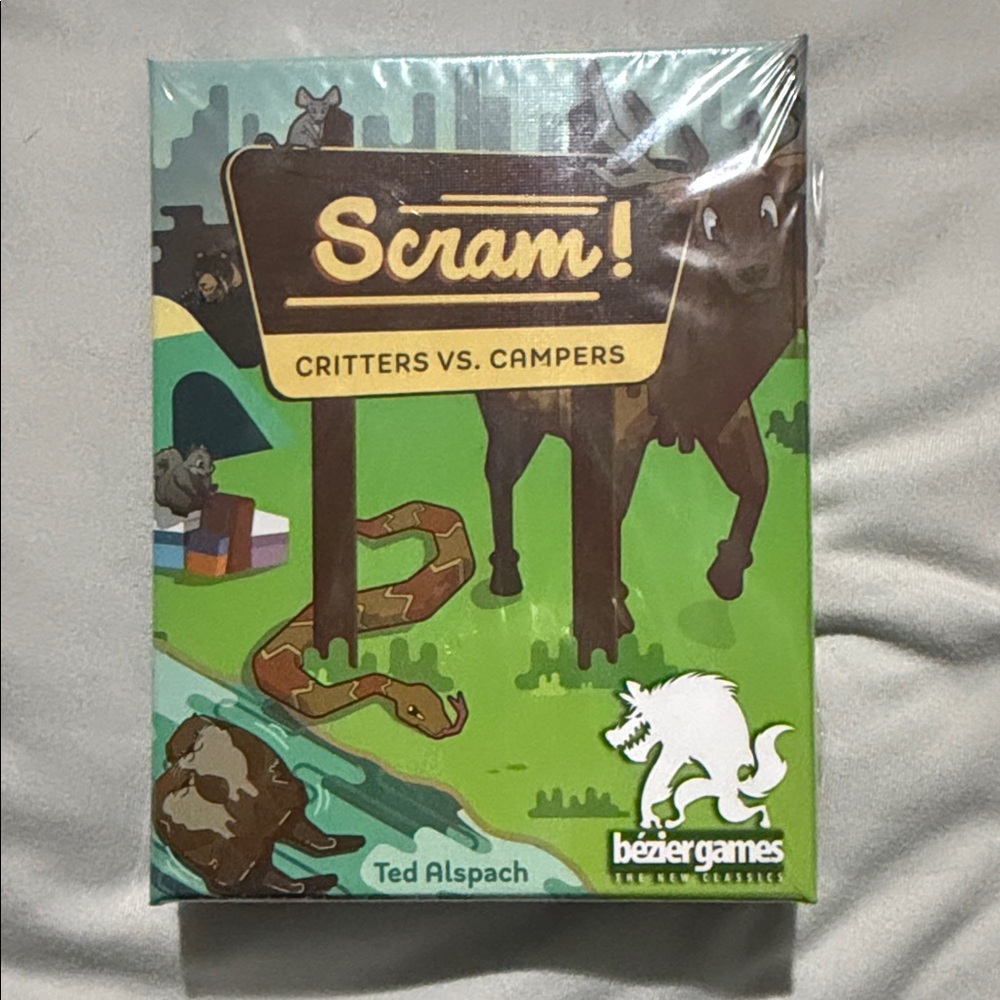 Scram!
CRITTERS VS. CAMPERS
Ted Alspach
béziergames
THE NEW CLASSICS